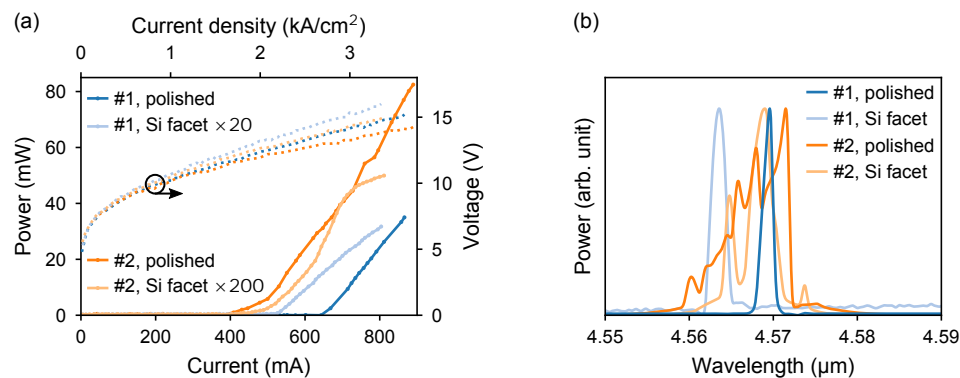 (a)
Current density (kA/cm²)
0 1 2 3
80
60
40
20
0
Power (mW)
#1, polished
#1, Si facet ×20
#2, polished
#2, Si facet ×200
15
10
5
0
Voltage (V)
0 200 400 600 800
Current (mA)
(b)
Power (arb. unit)
#1, polished
#1, Si facet
#2, polished
#2, Si facet
4.55 4.56 4.57 4.58 4.59
Wavelength (μm)